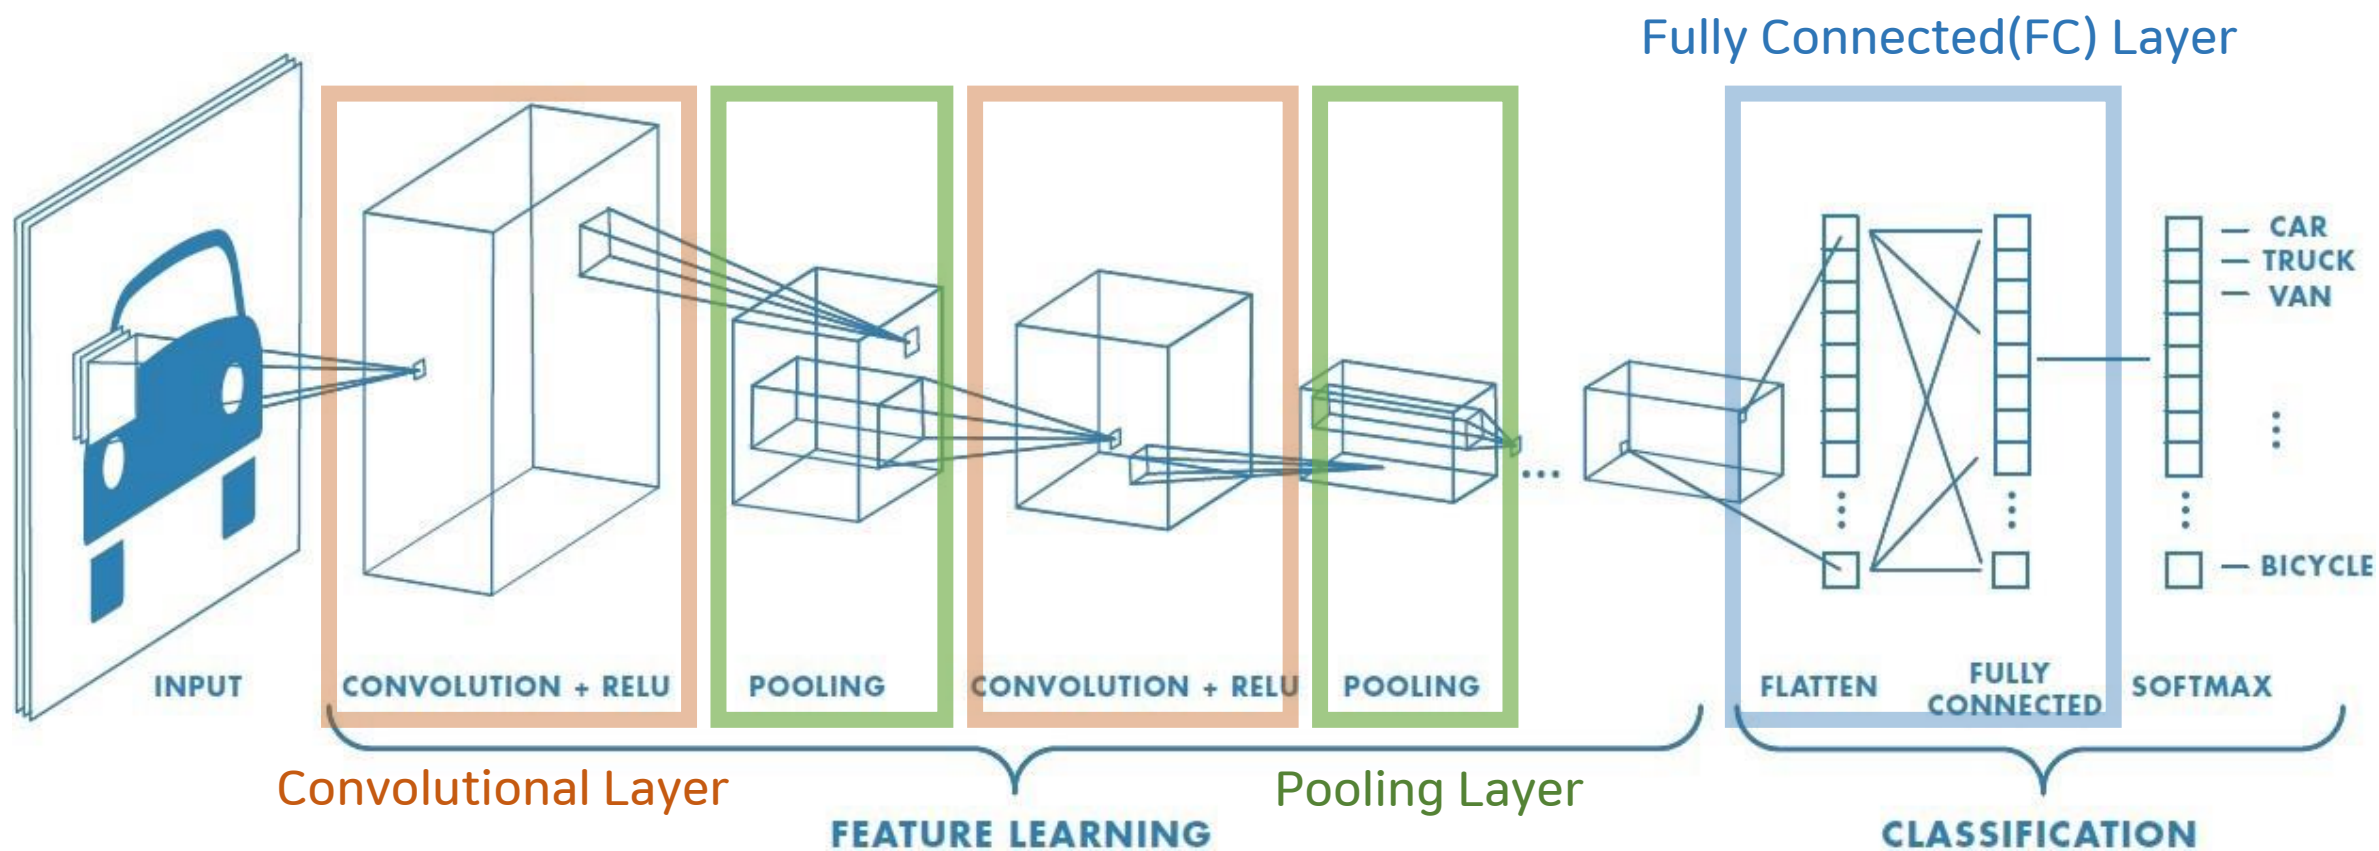 Fully Connected(FC) Layer
CAR
TRUCK
VAN
BICYCLE
INPUT
CONVOLUTION + RELU
POOLING
CONVOLUTION + RELU
POOLING
FLATTEN
FULLY
CONNECTED
SOFTMAX
Convolutional Layer
Pooling Layer
FEATURE LEARNING
CLASSIFICATION